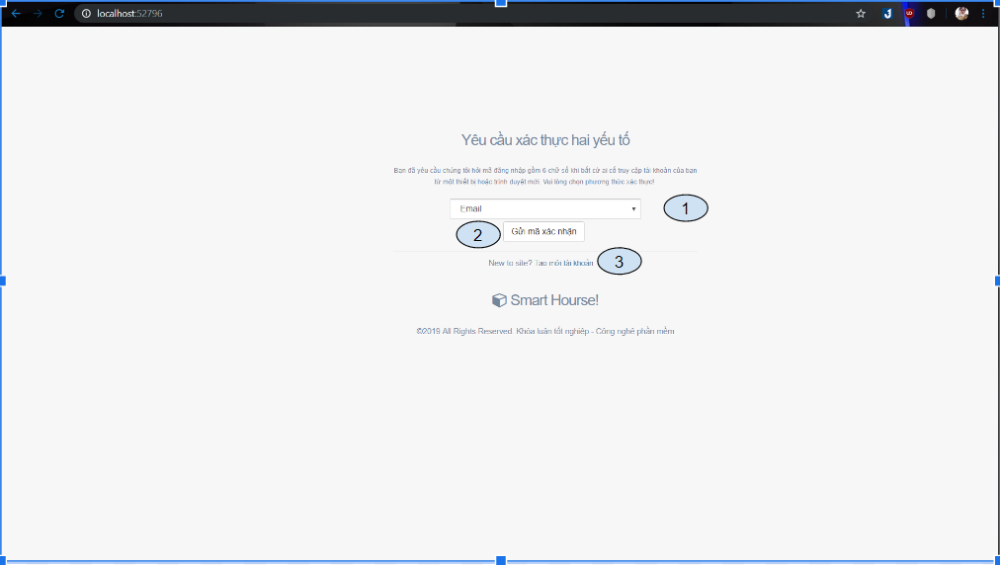 localhost:52796
Yêu cầu xác thực hai yếu tố
Bạn đã yêu cầu chúng tôi hỏi mã đăng nhập gồm 6 chữ số khi bất cứ ai cố truy cập tài khoản của bạn
từ một thiết bị hoặc trình duyệt mới. Vui lòng chọn phương thức xác thực!
Email
1
2
Gửi mã xác nhận
New to site? Tạo mới tài khoản
3
Smart Hourse!
©2019 All Rights Reserved. Khóa luận tốt nghiệp - Công nghệ phần mềm